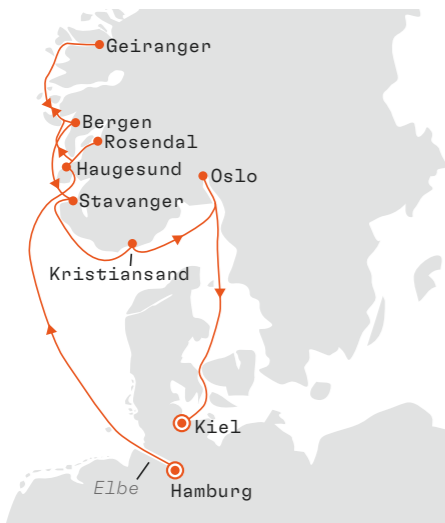 Geiranger
Bergen
Rosendal
Haugesund
Oslo
Stavanger
Kristiansand
Kiel
Elbe
Hamburg